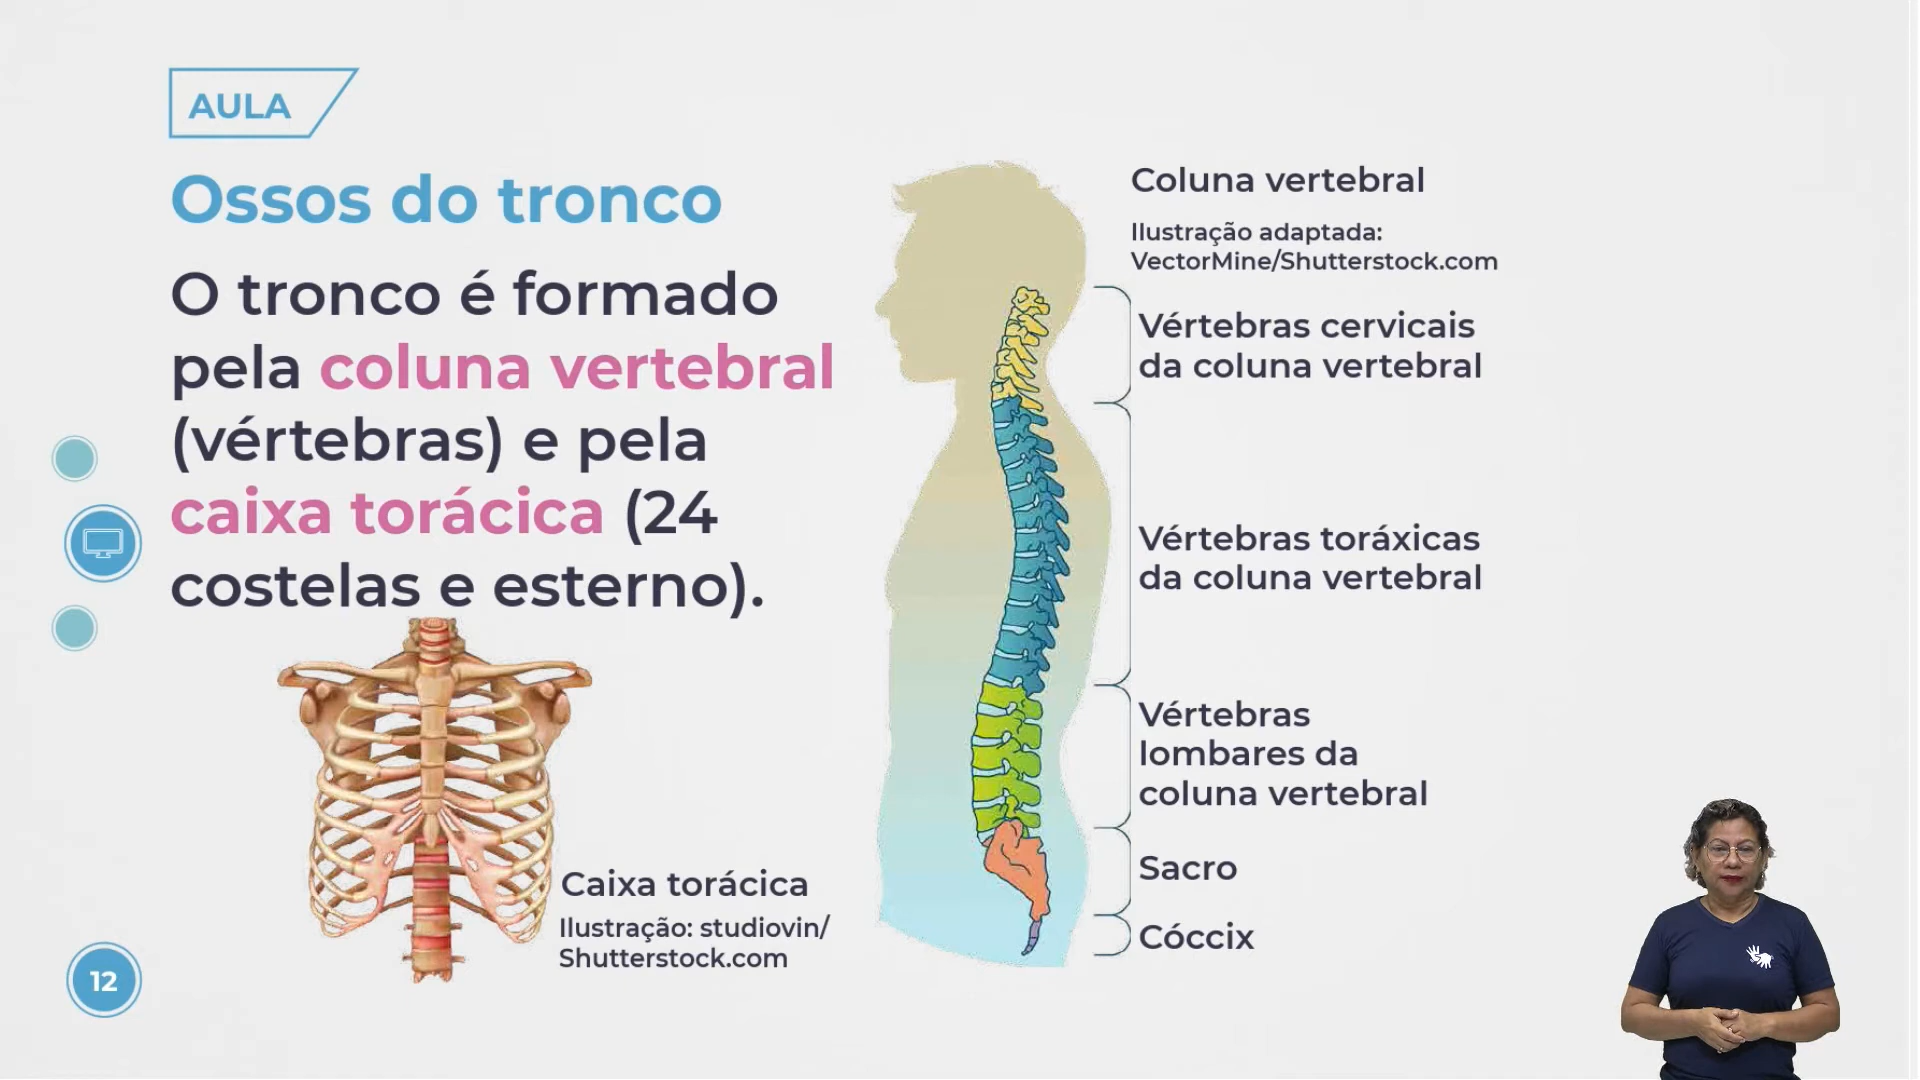 AULA
Ossos do tronco
O tronco é formado
pela coluna vertebral
(vértebras) e pela
caixa torácica (24
costelas e esterno).
Caixa torácica
Ilustração: studiovin/
Shutterstock.com
Coluna vertebral
Ilustração adaptada:
VectorMine/Shutterstock.com
Vértebras cervicais
da coluna vertebral
Vértebras toráxicas
da coluna vertebral
Vértebras
lombares da
coluna vertebral
Sacro
Cóccix
12